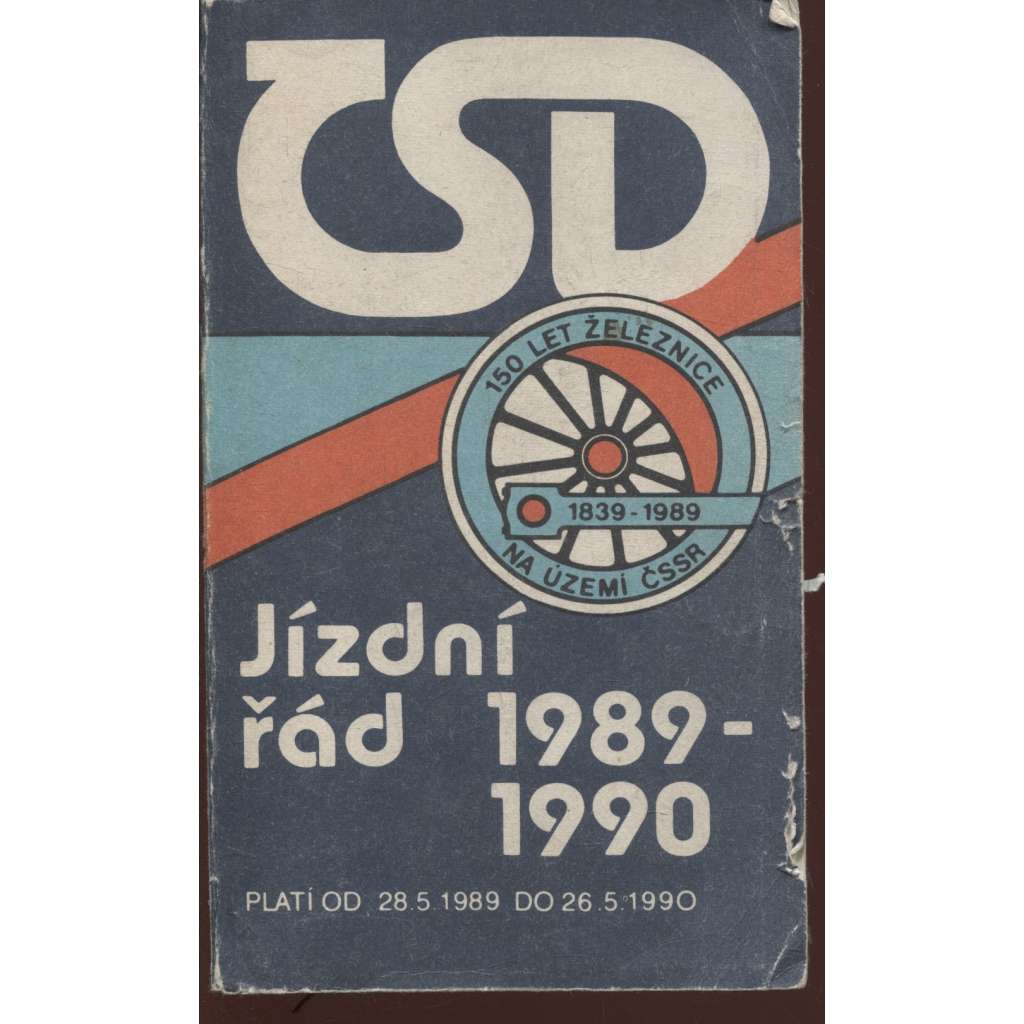 ČSD
150 LET ŽELEZNICE
1839 - 1989
NA ÚZEMÍ ČSSR
Jízdní
řád 1989-
1990
PLATÍ OD 28.5.1989 DO 26.5.1990